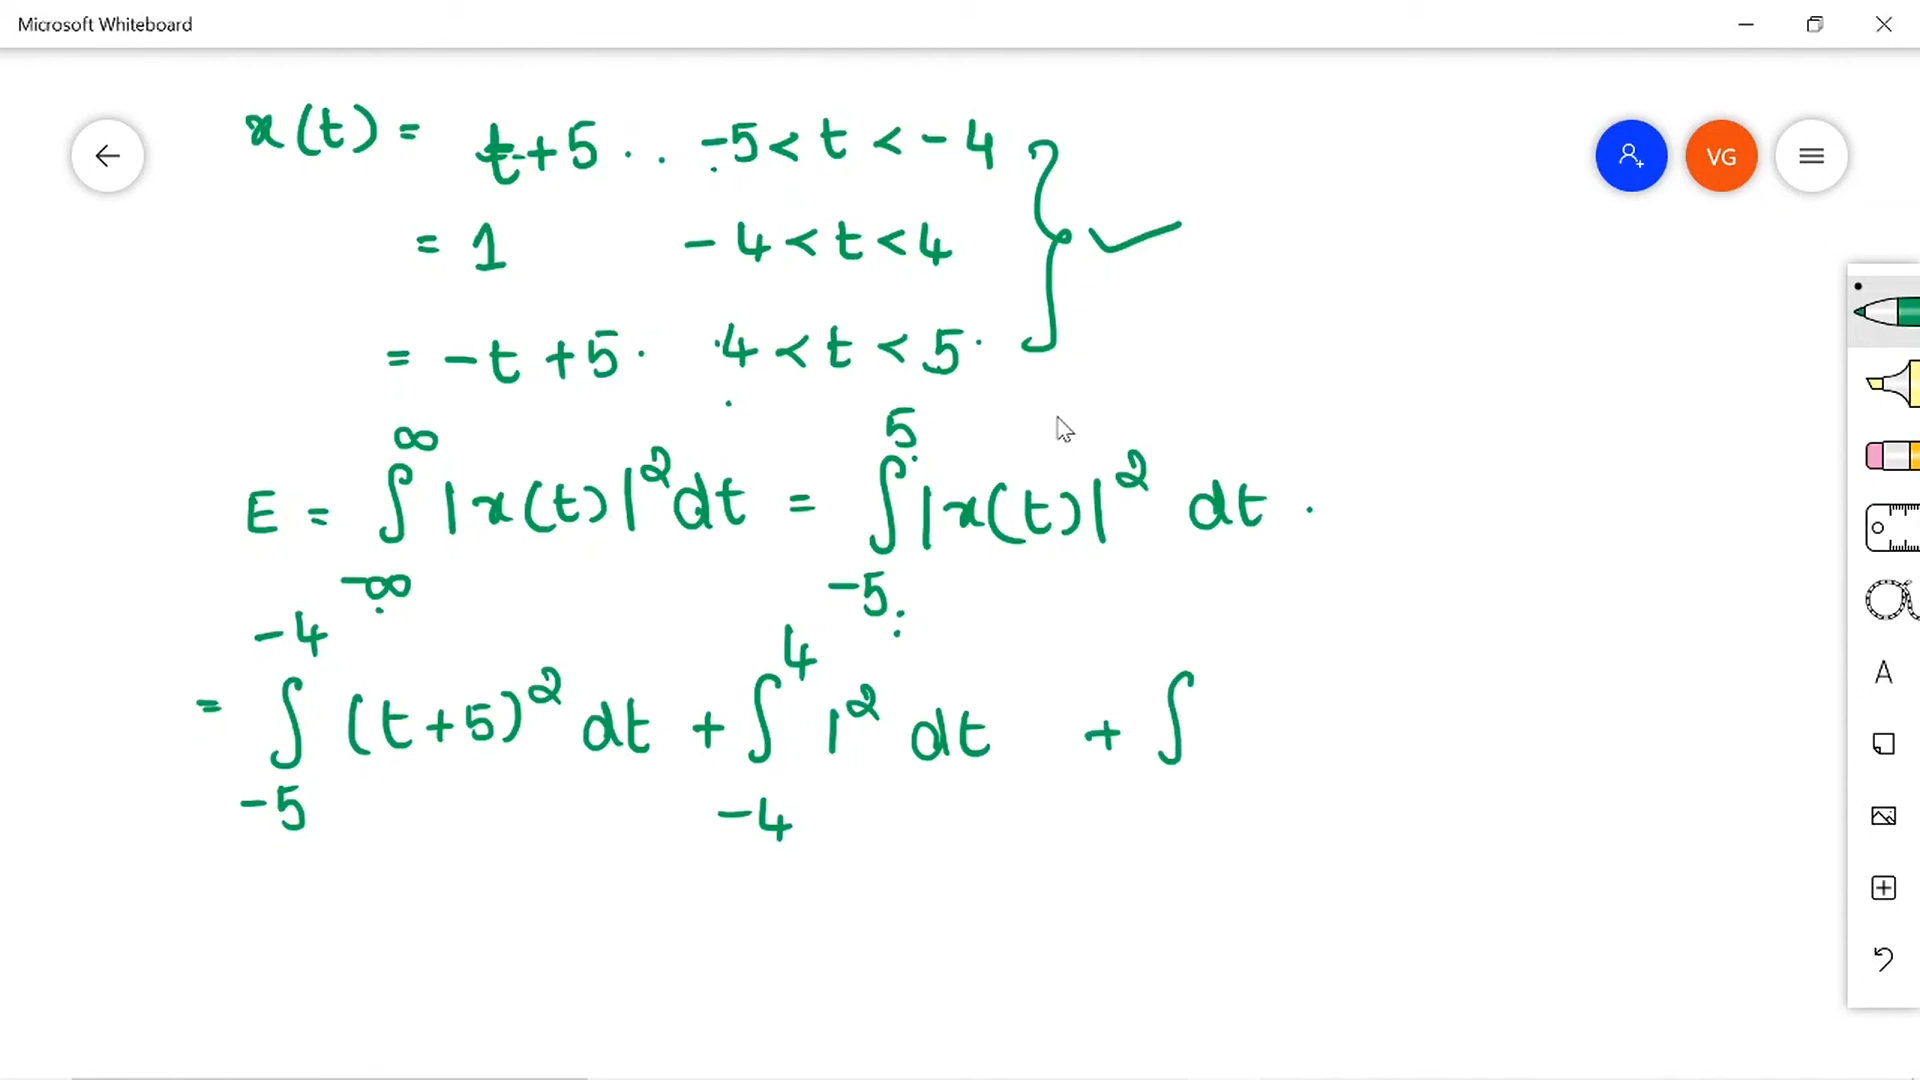 Microsoft Whiteboard
x(t) = t+5 .. -5 < t < -4
VG
= 1 -4 < t < 4
= -t +5 . 4 < t < 5 .
E = ∫_{-∞}^{∞} |x(t)|² dt = ∫_{-5}^{5} |x(t)|² dt .
= ∫_{-5}^{-4} (t+5)² dt + ∫_{-4}^{4} 1² dt + ∫
A